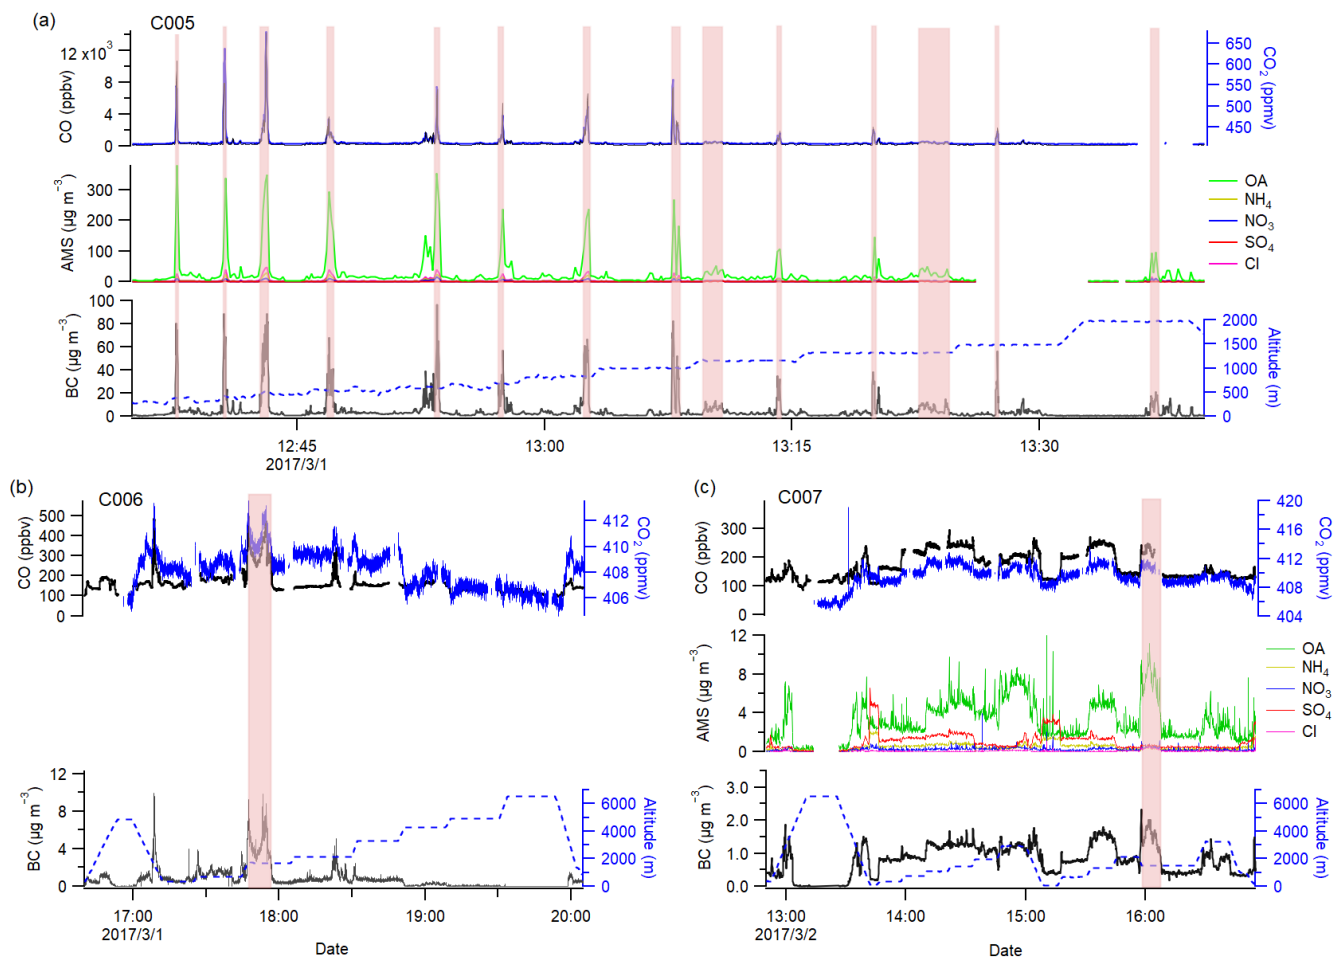 (a)
C005
12 x10³
8
4
0
CO (ppbv)
650
600
550
500
450
CO₂ (ppmv)
300
200
100
0
AMS (µg m⁻³)
OA
NH₄
NO₃
SO₄
Cl
100
80
60
40
20
0
BC (µg m⁻³)
2000
1500
1000
500
0
Altitude (m)
12:45
13:00
13:15
13:30
2017/3/1
(b)
C006
500
400
300
200
100
0
CO (ppbv)
412
410
408
406
CO₂ (ppmv)
12
8
4
0
BC (µg m⁻³)
6000
4000
2000
0
Altitude (m)
17:00
18:00
19:00
20:00
2017/3/1
Date
(c)
C007
300
200
100
0
CO (ppbv)
420
416
412
408
404
CO₂ (ppmv)
12
8
4
0
AMS (µg m⁻³)
OA
NH₄
NO₃
SO₄
Cl
3.0
2.0
1.0
0.0
BC (µg m⁻³)
6000
4000
2000
0
Altitude (m)
13:00
14:00
15:00
16:00
2017/3/2
Date